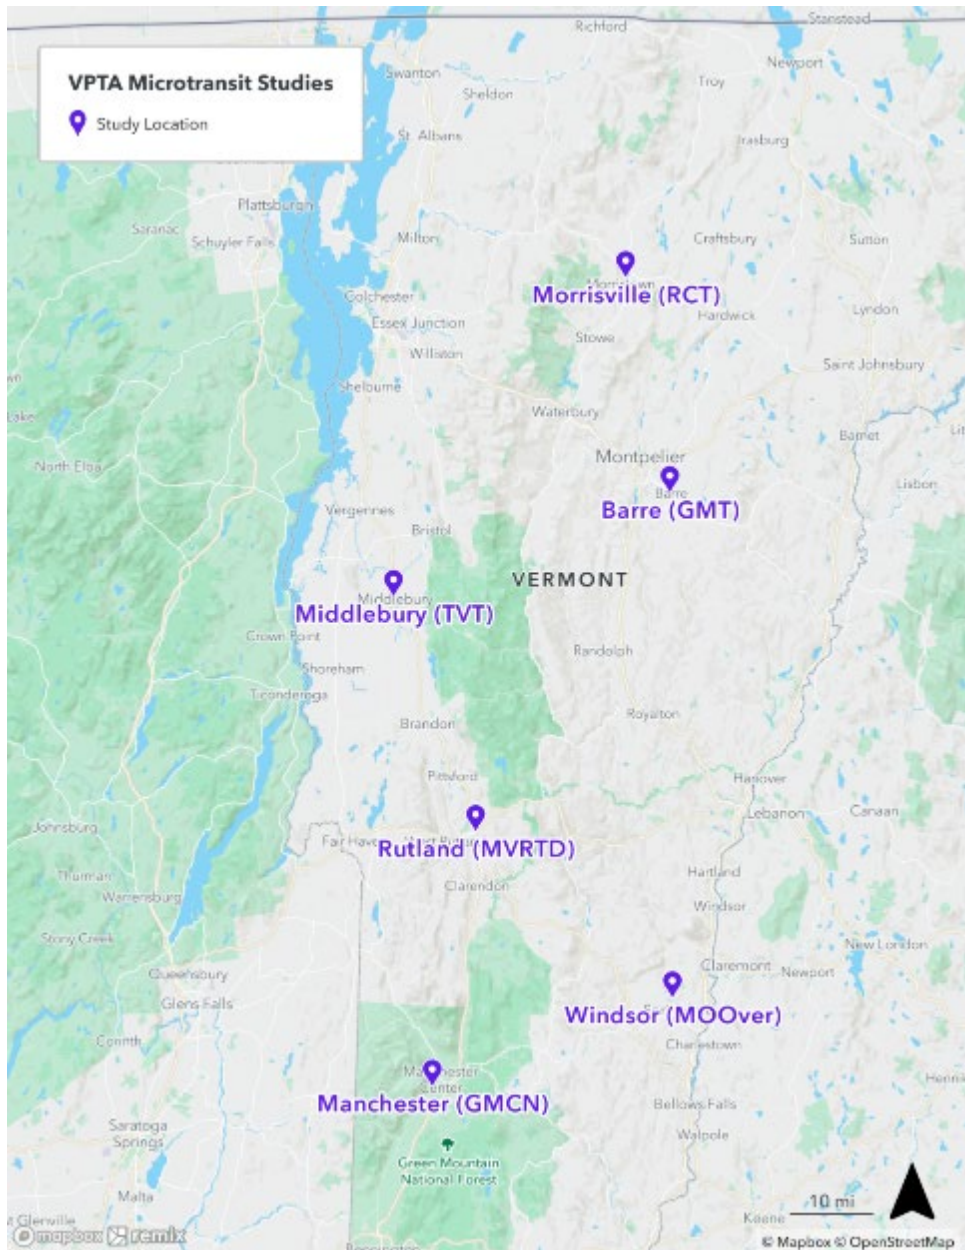 Stanstead
Richford
Newport
VPTA Microtransit Studies
Study Location
Swanton
Troy
Sheldon
St. Albans
Irasburg
Plattsburgh
Saranac
Schuyler Falls
Milton
Craftsbury
Sutton
Morrisville (RCT)
Colchester
Hardwick
Lyndon
Essex Junction
Stowe
Williston
Saint Johnsbury
Shelburne
Lake
Waterbury
Barnet
Montpelier
North Elba
Lisbon
Barre
Barre (GMT)
Vergennes
Bristol
VERMONT
Middlebury
Middlebury (TVT)
Crown Point
Randolph
Shoreham
Ticonderoga
Royalton
Brandon
Pittsford
Hanover
Lebanon
Canaan
Johnsburg
Fair Haven
Rutland (MVRTD)
Thurman
Hartland
Clarendon
Warrensburg
Windsor
Stony Creek
New London
Claremont
Newport
Queensbury
Glens Falls
Windsor (MOOver)
Corinth
Charlestown
Manchester
Center
Manchester (GMCN)
Bellows Falls
Saratoga
Springs
Walpole
Green Mountain
National Forest
Malta
10 mi
Glenville
Keene
mapbox remix
© Mapbox © OpenStreetMap